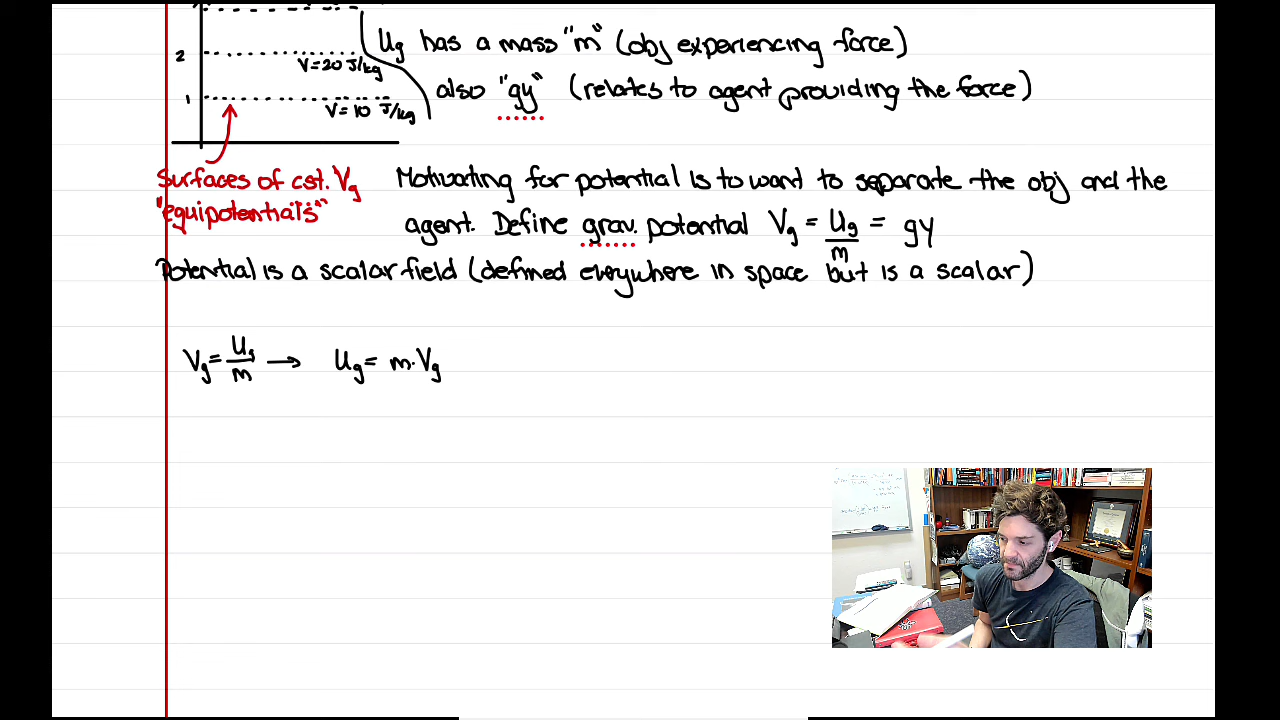 Ug has a mass "m" (obj experiencing force)
2
V=20 J/kg
also "gy" (relates to agent providing the force)
1
V=10 J/kg
Surfaces of cst. Vg
"equipotentials"
Motivating for potential is to want to separate the obj and the
agent. Define grav. potential Vg = Ug/m = gy
Potential is a scalar field (defined everywhere in space but is a scalar)
Vg = Ug/m → Ug = m·Vg